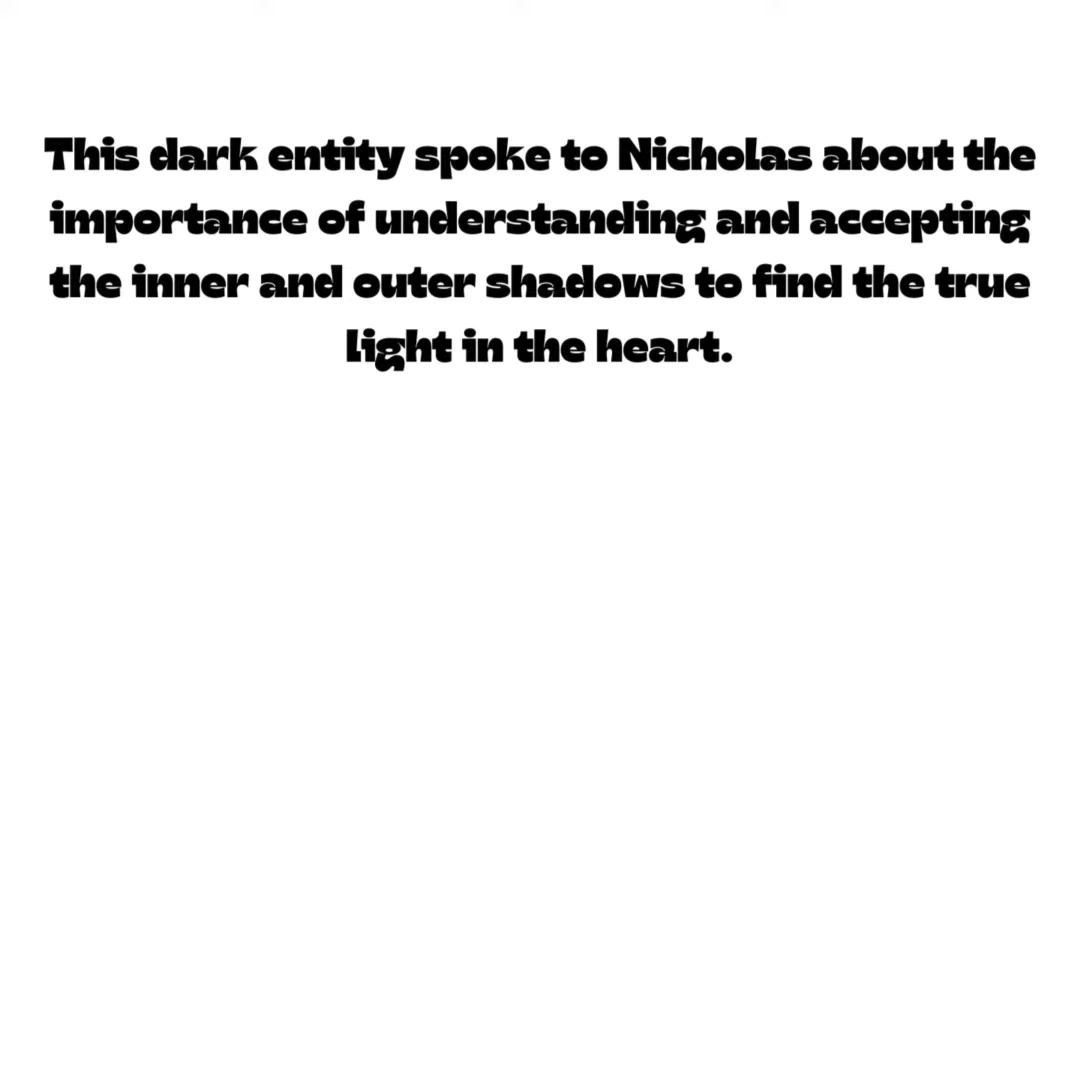 This dark entity spoke to Nicholas about the
importance of understanding and accepting
the inner and outer shadows to find the true
light in the heart.